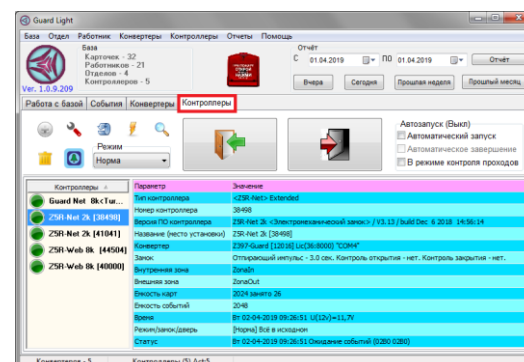 Guard Light
База Отдел Работник Конвертеры Контроллеры Отчеты Помощь
База
Карточек - 32
Работников - 21
Отделов - 4
Контроллеров - 5
Ver. 1.0.9.209
Отчёт
С 01.04.2019 ПО 01.04.2019 Отчёт
Вчера Сегодня Прошлая неделя Прошлый месяц
Работа с базой События Конвертеры Контроллеры
Режим
Норма
Автозапуск (Выкл)
Автоматический запуск
Автоматическое завершение
В режиме контроля проходов
Контроллеры
Guard Net 8k<Tur...
Z5R-Net 2k [38498]
Z5R-Net 2k [41041]
Z5R-Web 8k [44504]
Z5R-Web 8k [40000]
Параметр Значение
Тип контроллера <Z5R-Net> Extended
Номер контроллера 38498
Версия ПО контроллера Z5R-Net 2k <Электромеханический замок> / V3.13 / build Dec 6 2018 14:56:14
Название (место установки) Z5R-Net 2k [38498]
Конвертер Z397-Guard [12016] Lic(36:8000) "COM4"
Замок Отпирающий импульс - 3.0 сек. Контроль открытия - нет. Контроль закрытия - нет.
Внутренняя зона ZonaIn
Внешняя зона ZonaOut
Емкость карт 2024 занято 26
Емкость событий 2048
Время Вт 02-04-2019 09:26:51 U(12v)=11,7V
Режим/замок/дверь [Норма] Всё в исходном
Статус Вт 02-04-2019 09:26:51 Ожидание событий (0280 0280)
Конвертеров - 5 Контроллеры (5) Act:5